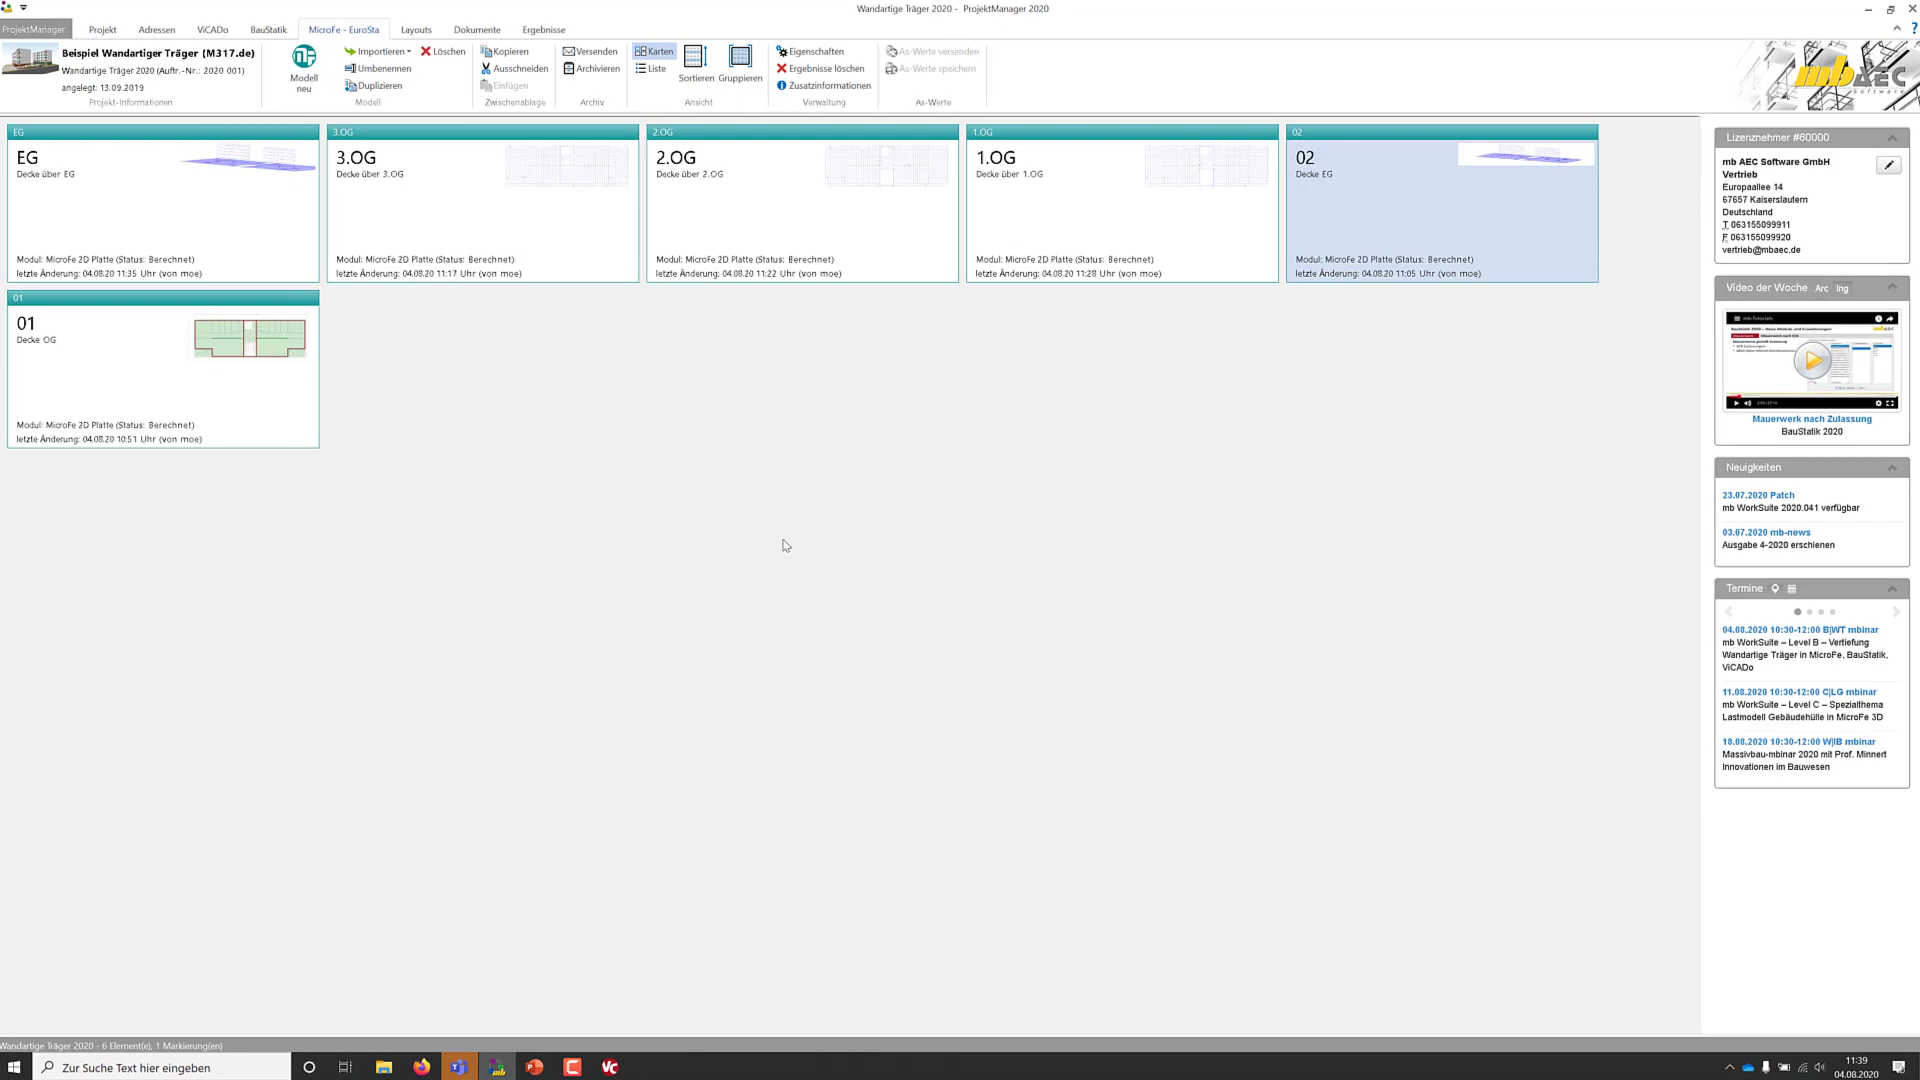 Wandartige Träger 2020 - ProjektManager 2020
ProjektManager Projekt Adressen ViCADo BauStatik MicroFe - EuroSta Layouts Dokumente Ergebnisse
Beispiel Wandartiger Träger (M317.de)
Wandartige Träger 2020 (Auftr.-Nr.: 2020 001)
angelegt: 13.09.2019
Projekt-Informationen
Modell
neu
Importieren
Löschen
Umbenennen
Duplizieren
Modell
Kopieren
Ausschneiden
Einfügen
Zwischenablage
Versenden
Archivieren
Archiv
Karten
Liste
Sortieren
Gruppieren
Ansicht
Eigenschaften
Ergebnisse löschen
Zusatzinformationen
Verwaltung
As-Werte versenden
As-Werte speichern
As-Werte
mb AEC
Software
EG
EG
Decke über EG
Modul: MicroFe 2D Platte (Status: Berechnet)
letzte Änderung: 04.08.20 11:35 Uhr (von moe)
3.OG
3.OG
Decke über 3.OG
Modul: MicroFe 2D Platte (Status: Berechnet)
letzte Änderung: 04.08.20 11:17 Uhr (von moe)
2.OG
2.OG
Decke über 2.OG
Modul: MicroFe 2D Platte (Status: Berechnet)
letzte Änderung: 04.08.20 11:22 Uhr (von moe)
1.OG
1.OG
Decke über 1.OG
Modul: MicroFe 2D Platte (Status: Berechnet)
letzte Änderung: 04.08.20 11:28 Uhr (von moe)
02
02
Decke EG
Modul: MicroFe 2D Platte (Status: Berechnet)
letzte Änderung: 04.08.20 11:05 Uhr (von moe)
01
01
Decke OG
Modul: MicroFe 2D Platte (Status: Berechnet)
letzte Änderung: 04.08.20 10:51 Uhr (von moe)
Lizenznehmer #60000
mb AEC Software GmbH
Vertrieb
Europaallee 14
67657 Kaiserslautern
Deutschland
T 063155099911
F 063155099920
vertrieb@mbaec.de
Video der Woche Arc Ing
Mauerwerk nach Zulassung
BauStatik 2020
Neuigkeiten
23.07.2020 Patch
mb WorkSuite 2020.041 verfügbar
03.07.2020 mb-news
Ausgabe 4-2020 erschienen
Termine
04.08.2020 10:30-12:00 B|WT mbinar
mb WorkSuite – Level B – Vertiefung
Wandartige Träger in MicroFe, BauStatik,
ViCADo
11.08.2020 10:30-12:00 C|LG mbinar
mb WorkSuite – Level C – Spezialthema
Lastmodell Gebäudehülle in MicroFe 3D
18.08.2020 10:30-12:00 W|IB mbinar
Massivbau-mbinar 2020 mit Prof. Minnert
Innovationen im Bauwesen
Wandartige Träger 2020 - 6 Element(e), 1 Markierung(en)
Zur Suche Text hier eingeben
11:39
04.08.2020